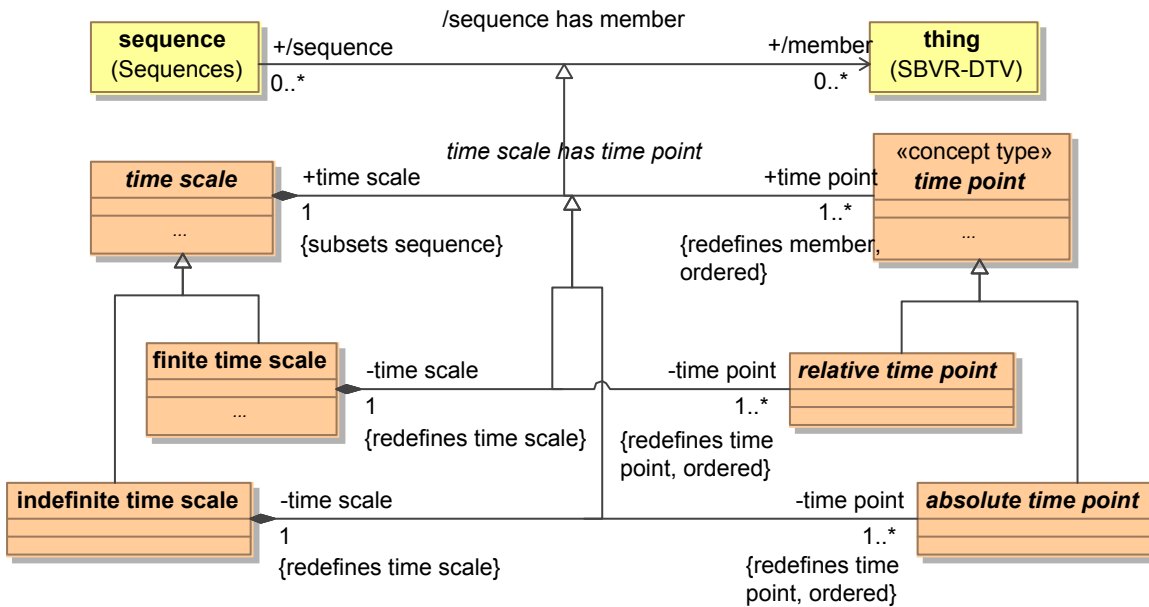 /sequence has member
sequence
(Sequences)
+/sequence
0..*
+/member
0..*
thing
(SBVR-DTV)
time scale has time point
time scale
...
+time scale
1
{subsets sequence}
+time point
1..*
{redefines member,
ordered}
«concept type»
time point
...
finite time scale
...
-time scale
1
{redefines time scale}
-time point
1..*
{redefines time
point, ordered}
relative time point
indefinite time scale
-time scale
1
{redefines time scale}
-time point
1..*
{redefines time
point, ordered}
absolute time point